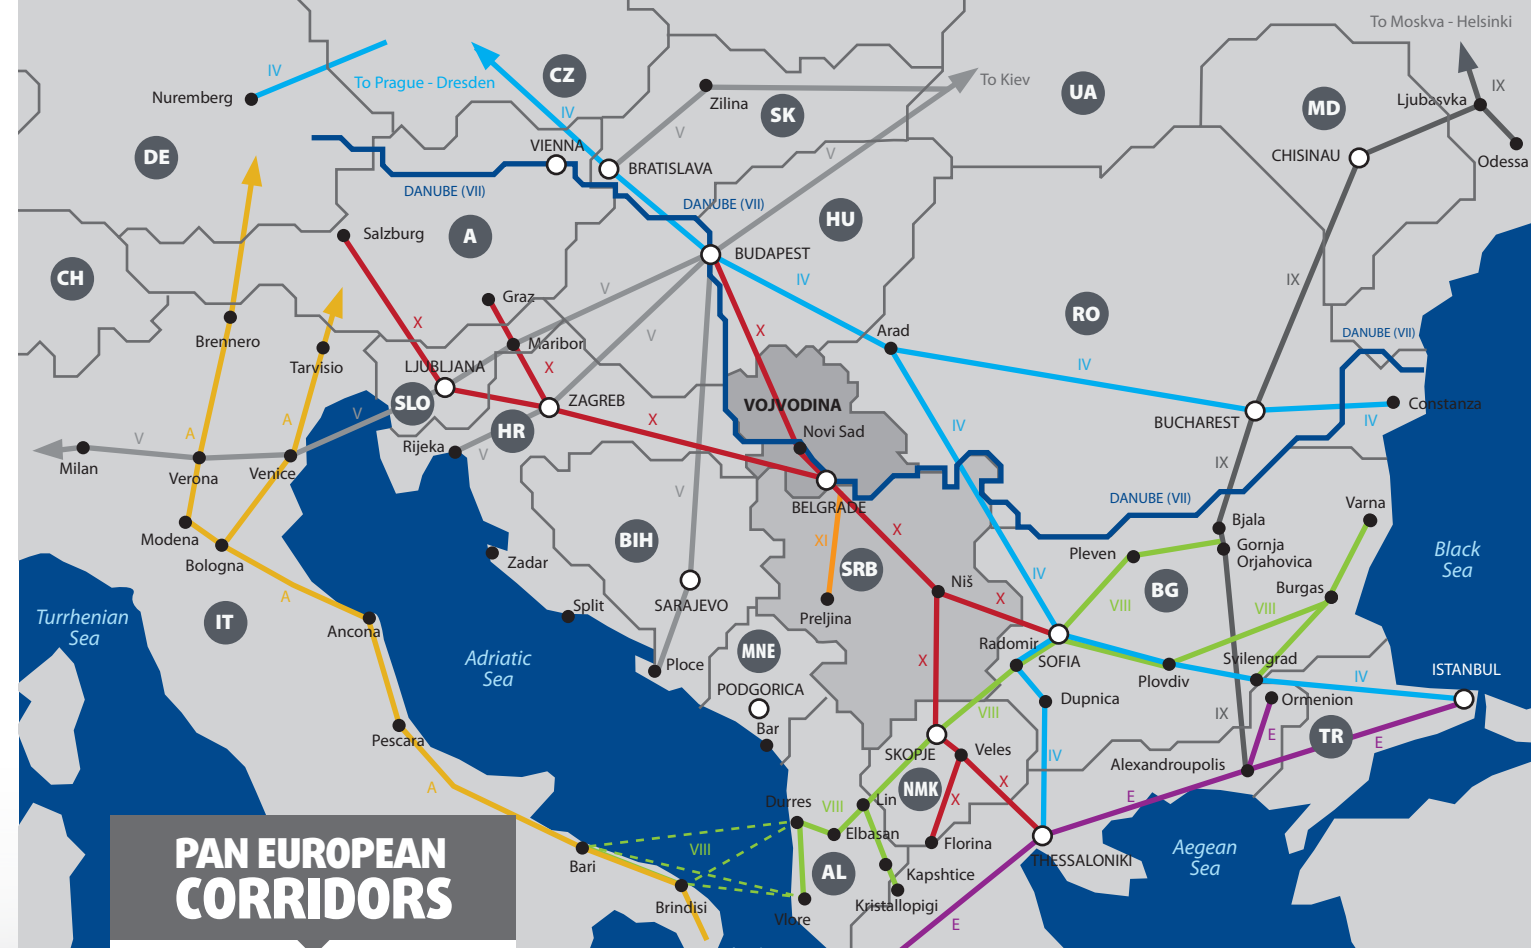 To Moskva - Helsinki
IV
To Prague - Dresden
CZ
To Kiev
UA
IX
Nuremberg
Zilina
SK
MD
Ljubasvka
IV
V
V
DE
VIENNA
BRATISLAVA
CHISINAU
Odessa
DANUBE (VII)
DANUBE (VII)
HU
Salzburg
A
BUDAPEST
CH
IV
IX
V
Graz
RO
X
V
X
Arad
DANUBE (VII)
Brennero
Maribor
Tarvisio
LJUBLJANA
X
IV
SLO
ZAGREB
VOJVODINA
Constanza
V
A
A
X
IV
BUCHAREST
IV
HR
Novi Sad
V
Rijeka
V
Milan
Verona
Venice
IX
V
DANUBE (VII)
BELGRADE
Varna
Modena
BIH
XI
X
Bjala
Gornja
Orjahovica
Pleven
Black
Sea
Bologna
Zadar
SRB
IV
Niš
BG
Burgas
A
Split
SARAJEVO
Preljina
X
VIII
VIII
Turrhenian
Sea
IT
Ancona
Adriatic
Sea
Ploce
MNE
X
Radomir
SOFIA
Svilengrad
Plovdiv
ISTANBUL
PODGORICA
Dupnica
IV
Ormenion
Bar
VIII
IX
E
TR
E
Pescara
SKOPJE
Veles
IV
Alexandroupolis
A
NMK
X
X
E
Durres
VIII
Lin
Elbasan
Florina
THESSALONIKI
Aegean
Sea
PAN EUROPEAN
CORRIDORS
Bari
VIII
AL
Kapshtice
Brindisi
Vlore
Kristallopigi
E